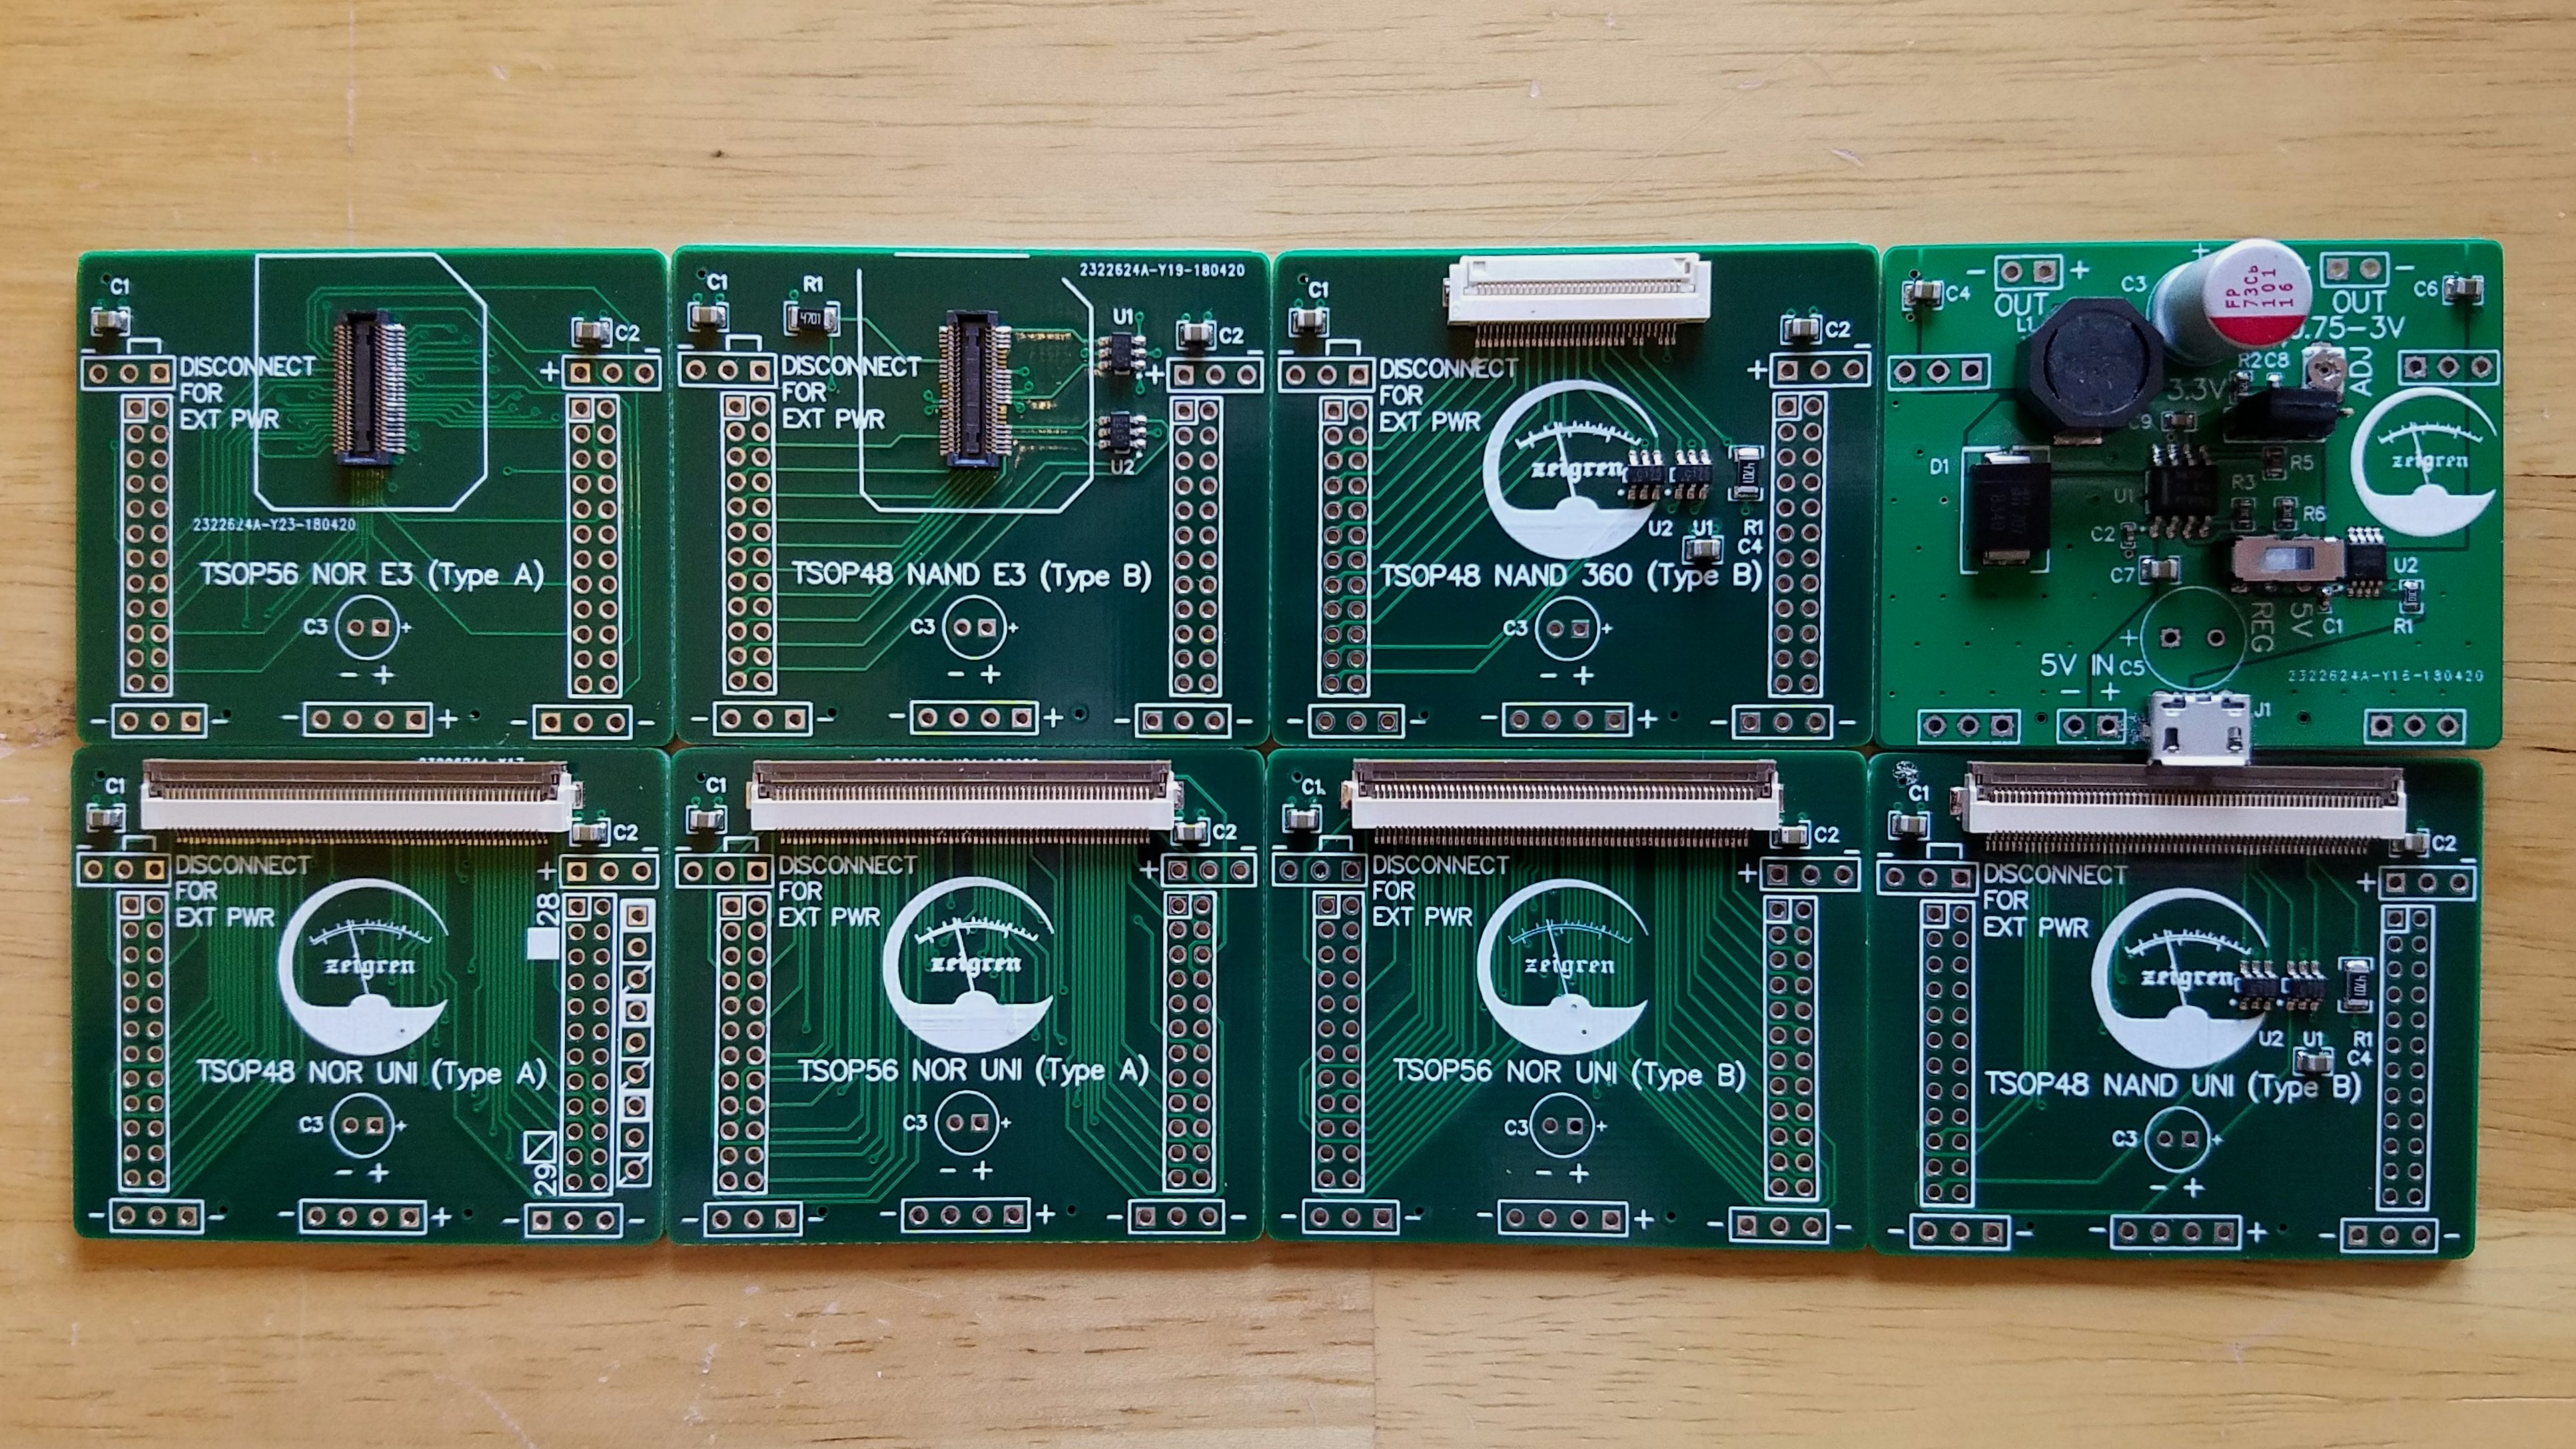 C1
C2
-
-
DISCONNECT
FOR
EXT PWR
+
2322624A-Y23-180420
TSOP56 NOR E3 (Type A)
C3 +
- +
- - + -
C1
R1
4701
2322624A-Y19-180420
U1
C2
-
-
DISCONNECT
FOR
EXT PWR
+
U2
TSOP48 NAND E3 (Type B)
C3 +
- +
- - - + - -
C1
C2
-
-
DISCONNECT
FOR
EXT PWR
+
zeigren
4701
U2 U1 R1
C4
TSOP48 NAND 360 (Type B)
C3 +
- +
- - - + - -
C4
- +
OUT
L1
+
C3
FP
73Cb
101
16
-
OUT
C6
0.75-3V
R2 C8
ADJ
3.3V
C9
zeigren
D1
R5
U1
R3
R6
C2
C7
U2
REG
5V
C1
R1
+
5V IN C5
- +
2322624A-Y16-180420
J1
C1
C2
-
-
DISCONNECT
FOR
EXT PWR
+
28
zeigren
TSOP48 NOR UNI (Type A)
C3 +
29
- +
- - - + - -
C1
C2
-
-
DISCONNECT
FOR
EXT PWR
+
zeigren
TSOP56 NOR UNI (Type A)
C3 +
- +
- - - + - -
C1
C2
-
-
DISCONNECT
FOR
EXT PWR
+
zeigren
TSOP56 NOR UNI (Type B)
C3 +
- +
- - - + - -
C1
C2
-
-
DISCONNECT
FOR
EXT PWR
+
zeigren
4701
U2 U1 R1
C4
TSOP48 NAND UNI (Type B)
C3 +
- +
- - - + - -